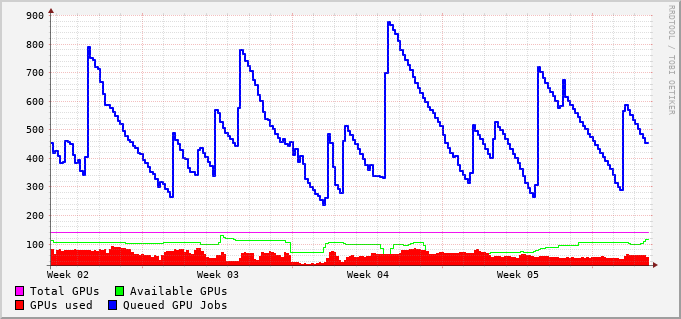 900
800
700
600
500
400
300
200
100
Week 02 Week 03 Week 04 Week 05
Total GPUs Available GPUs
GPUs used Queued GPU Jobs
RRDTOOL / TOBI OETIKER